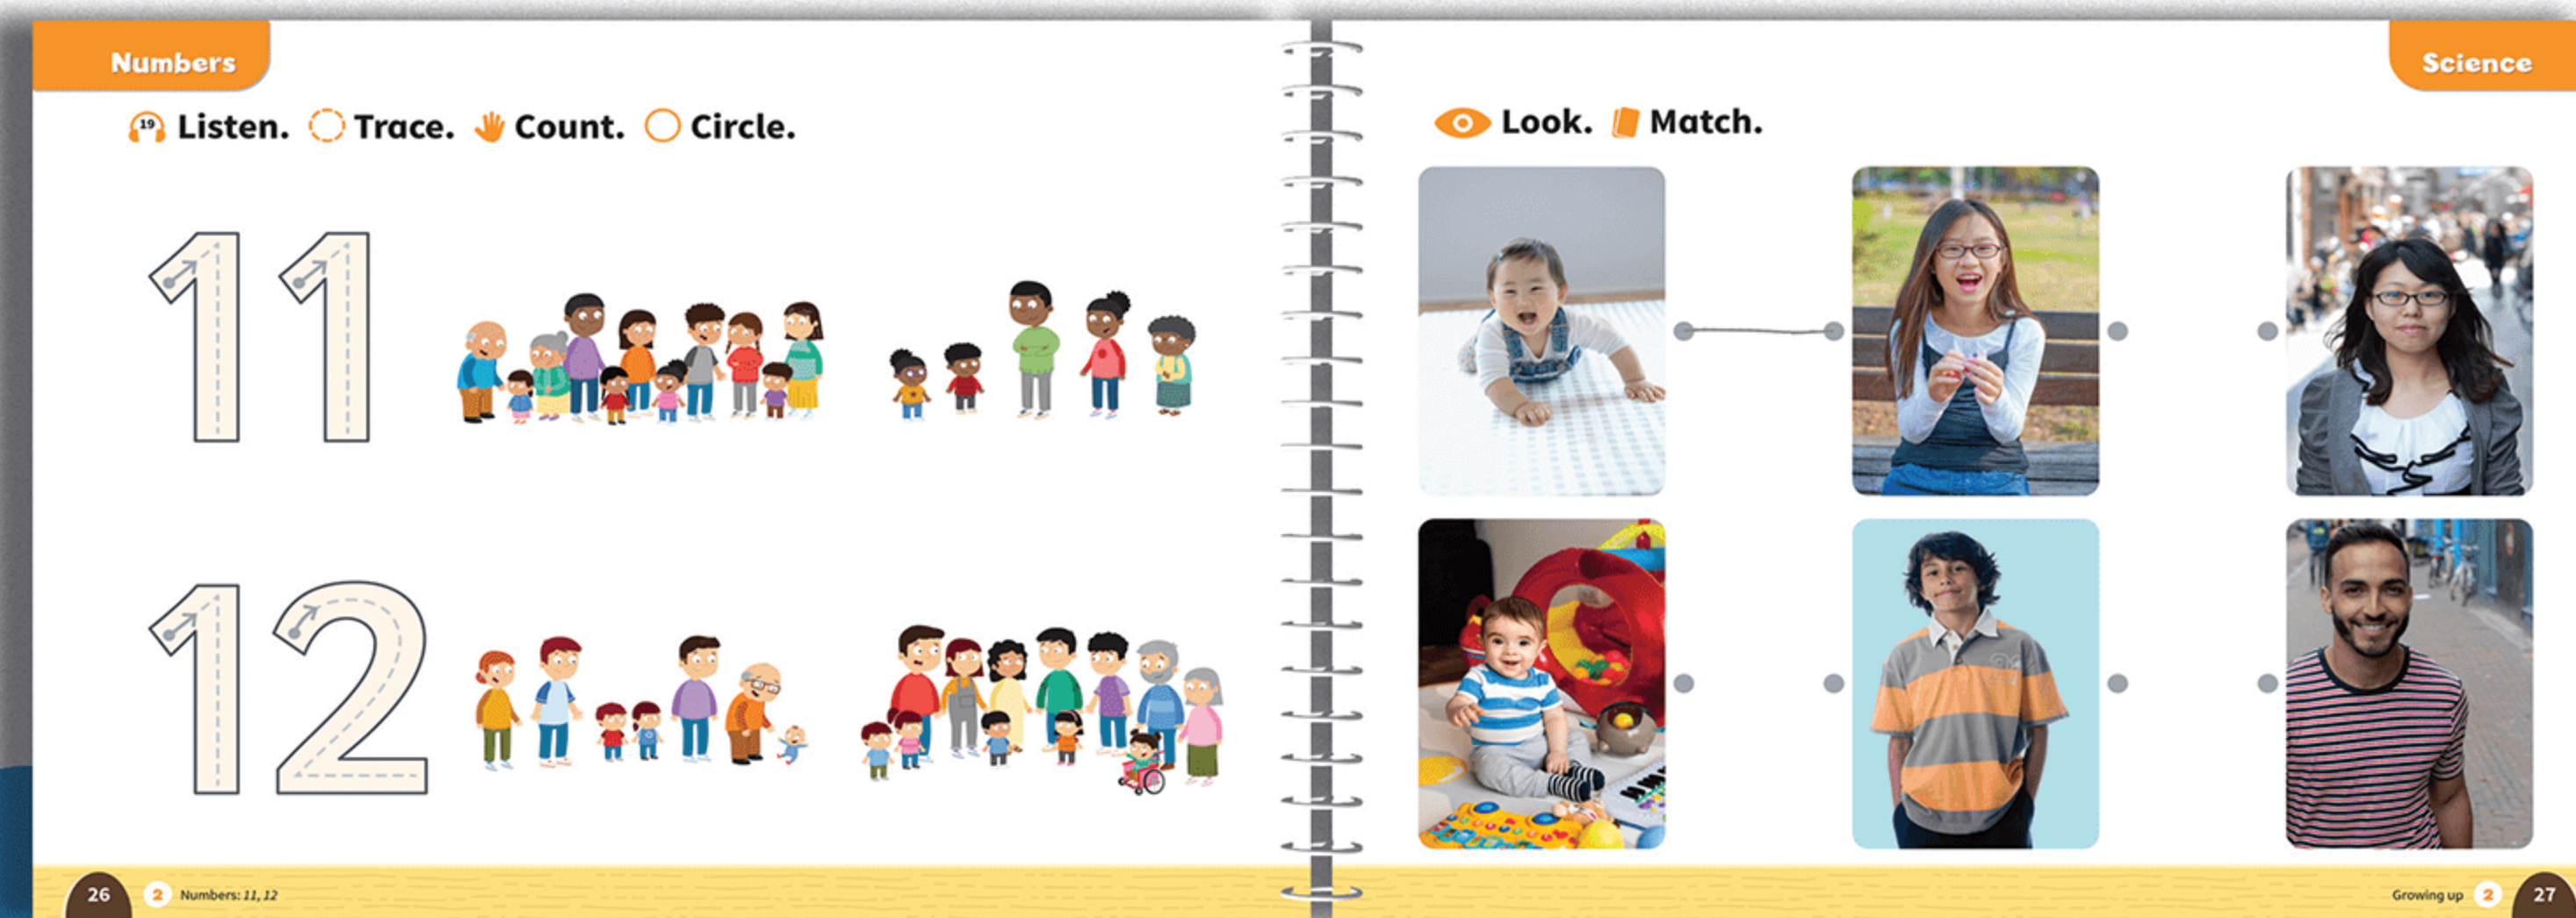 Numbers
19 Listen. Trace. Count. Circle.
11
12
26 2 Numbers: 11, 12
Science
Look. Match.
Growing up 2 27